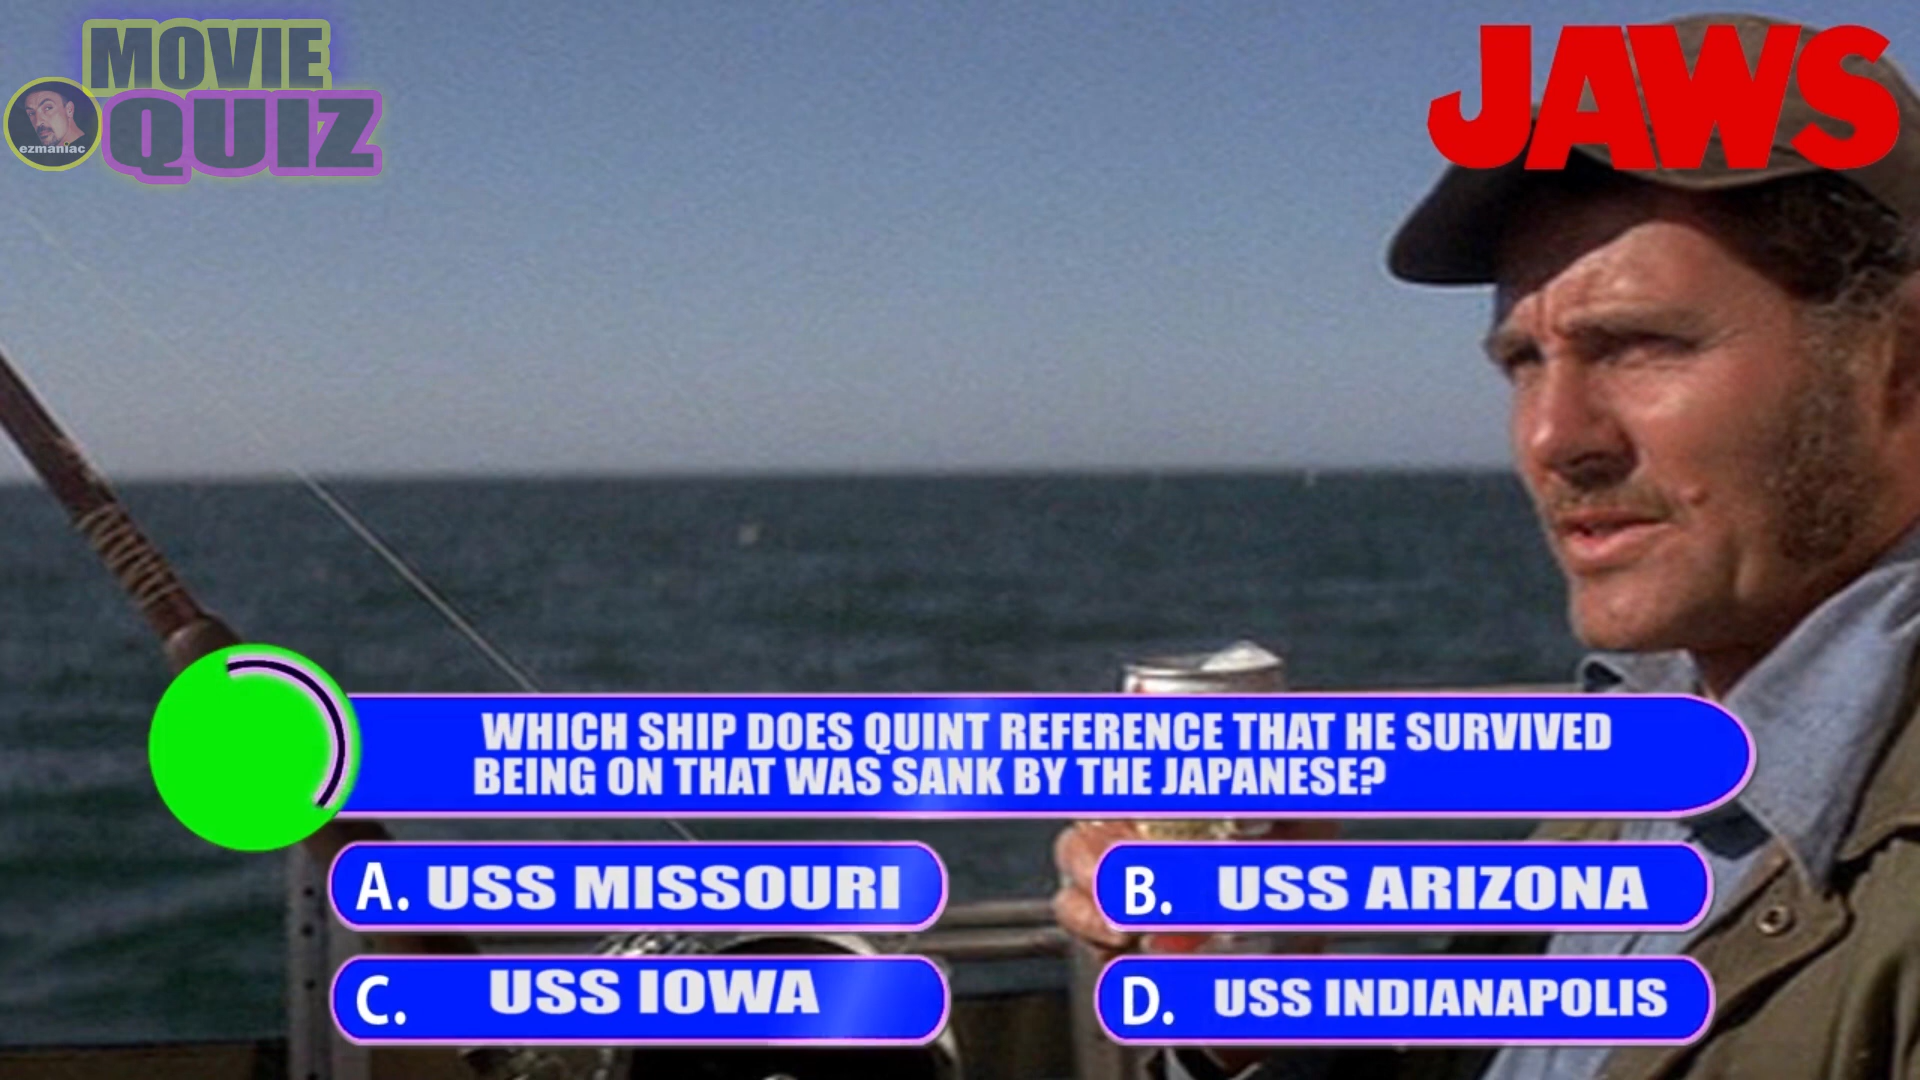 MOVIE
QUIZ
ezmaniac
JAWS
WHICH SHIP DOES QUINT REFERENCE THAT HE SURVIVED
BEING ON THAT WAS SANK BY THE JAPANESE?
A. USS MISSOURI
B. USS ARIZONA
C. USS IOWA
D. USS INDIANAPOLIS